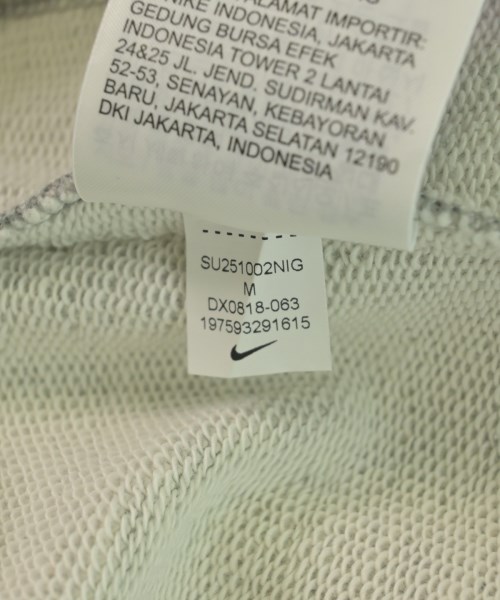 ALAMAT IMPORTIR:
NIKE INDONESIA, JAKARTA
GEDUNG BURSA EFEK
INDONESIA TOWER 2 LANTAI
24&25 JL. JEND. SUDIRMAN KAV.
52-53, SENAYAN, KEBAYORAN
BARU, JAKARTA SELATAN 12190
DKI JAKARTA, INDONESIA
SU2510D2NIG
M
DX0818-063
197593291615